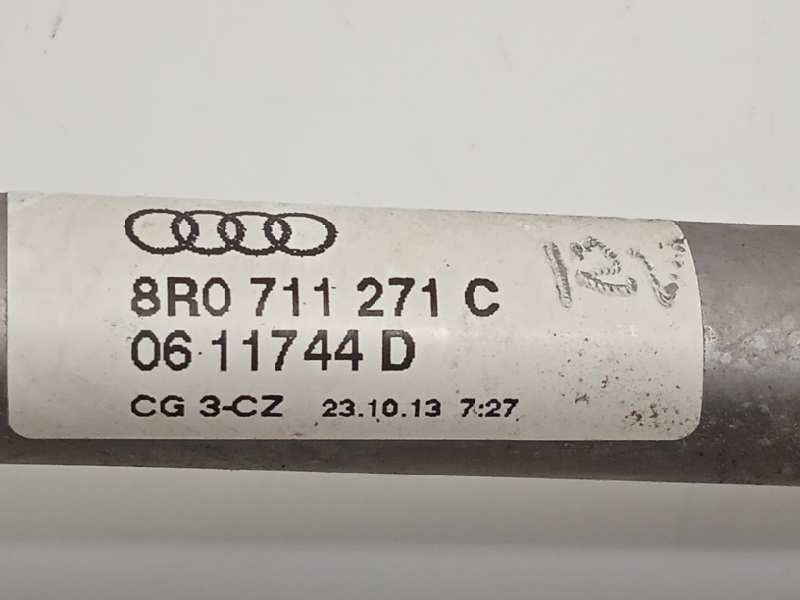 8R0 711 271 C
06 11744 D
CG 3-CZ 23.10.13 7:27